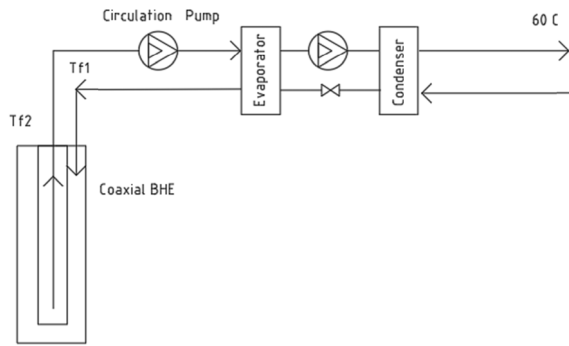 Circulation Pump
60 C
Tf1
Evaporator
Condenser
Tf2
Coaxial BHE